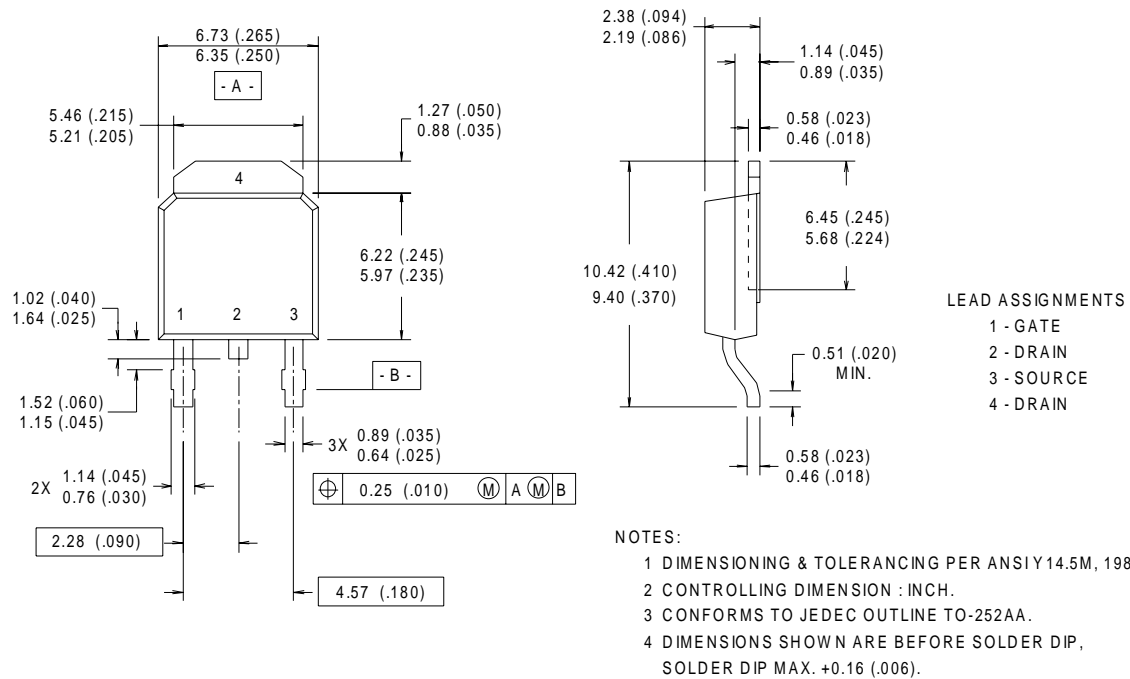 6.73 (.265)
6.35 (.250)
- A -
5.46 (.215)
5.21 (.205)
1.27 (.050)
0.88 (.035)
4
6.22 (.245)
5.97 (.235)
1.02 (.040)
1.64 (.025)
1 2 3
1.52 (.060)
1.15 (.045)
- B -
3X 0.89 (.035)
0.64 (.025)
2X 1.14 (.045)
0.76 (.030)
0.25 (.010) M A M B
2.28 (.090)
4.57 (.180)
2.38 (.094)
2.19 (.086)
1.14 (.045)
0.89 (.035)
0.58 (.023)
0.46 (.018)
6.45 (.245)
5.68 (.224)
10.42 (.410)
9.40 (.370)
0.51 (.020)
MIN.
0.58 (.023)
0.46 (.018)
LEAD ASSIGNMENTS
1 - GATE
2 - DRAIN
3 - SOURCE
4 - DRAIN
NOTES:
1 DIMENSIONING & TOLERANCING PER ANSI Y14.5M, 198
2 CONTROLLING DIMENSION : INCH.
3 CONFORMS TO JEDEC OUTLINE TO-252AA.
4 DIMENSIONS SHOWN ARE BEFORE SOLDER DIP,
SOLDER DIP MAX. +0.16 (.006).